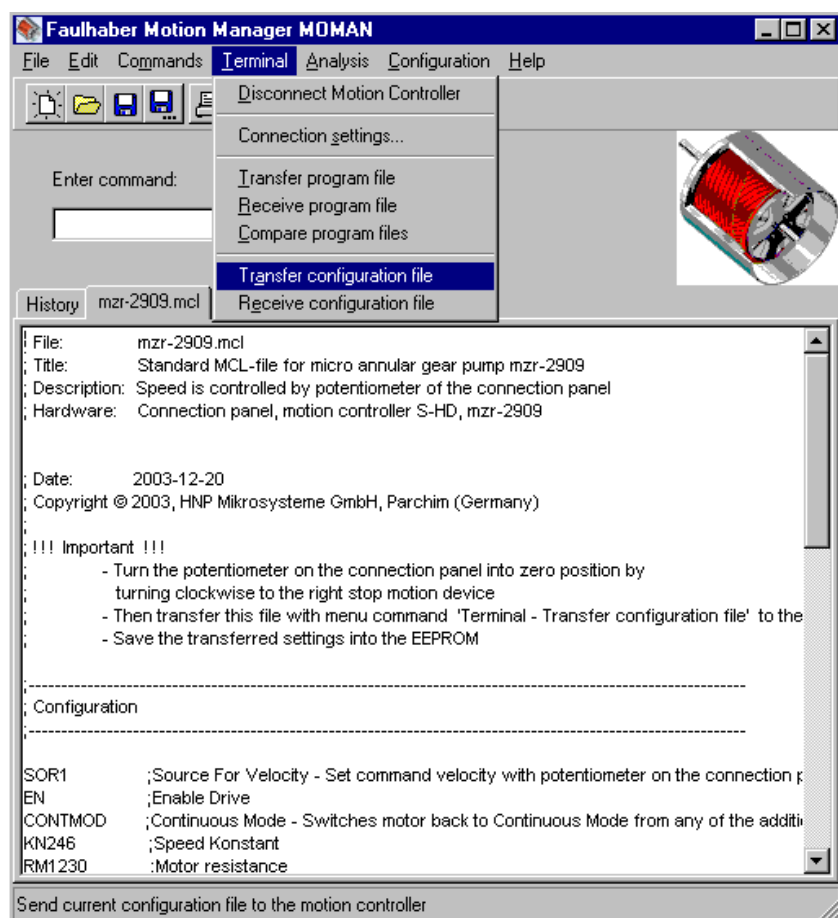 Faulhaber Motion Manager MOMAN
File Edit Commands Terminal Analysis Configuration Help
Disconnect Motion Controller
Connection settings...
Transfer program file
Receive program file
Compare program files
Transfer configuration file
Receive configuration file
Enter command:
History mzr-2909.mcl
; File: mzr-2909.mcl
; Title: Standard MCL-file for micro annular gear pump mzr-2909
; Description: Speed is controlled by potentiometer of the connection panel
; Hardware: Connection panel, motion controller S-HD, mzr-2909
; Date: 2003-12-20
; Copyright © 2003, HNP Mikrosysteme GmbH, Parchim (Germany)
;
; !!! Important !!!
; - Turn the potentiometer on the connection panel into zero position by
; turning clockwise to the right stop motion device
; - Then transfer this file with menu command 'Terminal - Transfer configuration file' to the
; - Save the transferred settings into the EEPROM
;--------------------------------------------------------------------------------------------------------------
; Configuration
;--------------------------------------------------------------------------------------------------------------
SOR1 ;Source For Velocity - Set command velocity with potentiometer on the connection
EN ;Enable Drive
CONTMOD ;Continuous Mode - Switches motor back to Continuous Mode from any of the
KN246 ;Speed Konstant
RM1230 ;Motor resistance
Send current configuration file to the motion controller